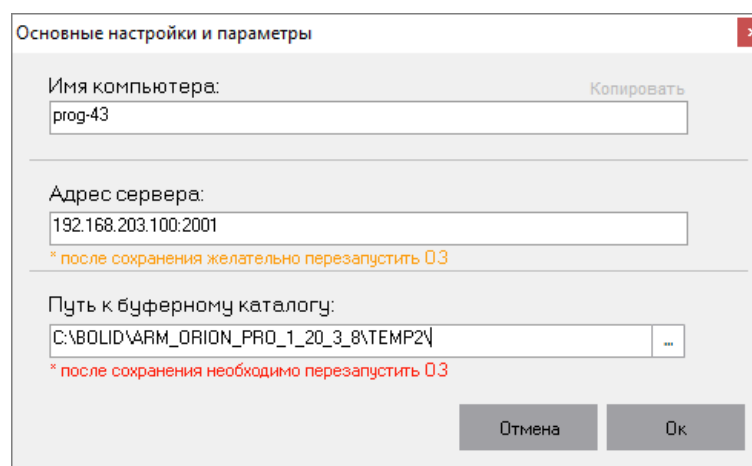 Основные настройки и параметры
Имя компьютера:
Копировать
prog-43
Адрес сервера:
192.168.203.100:2001
* после сохранения желательно перезапустить ОЗ
Путь к буферному каталогу:
C:\BOLID\ARM_ORION_PRO_1_20_3_8\TEMP2\
...
* после сохранения необходимо перезапустить ОЗ
Отмена
Ок